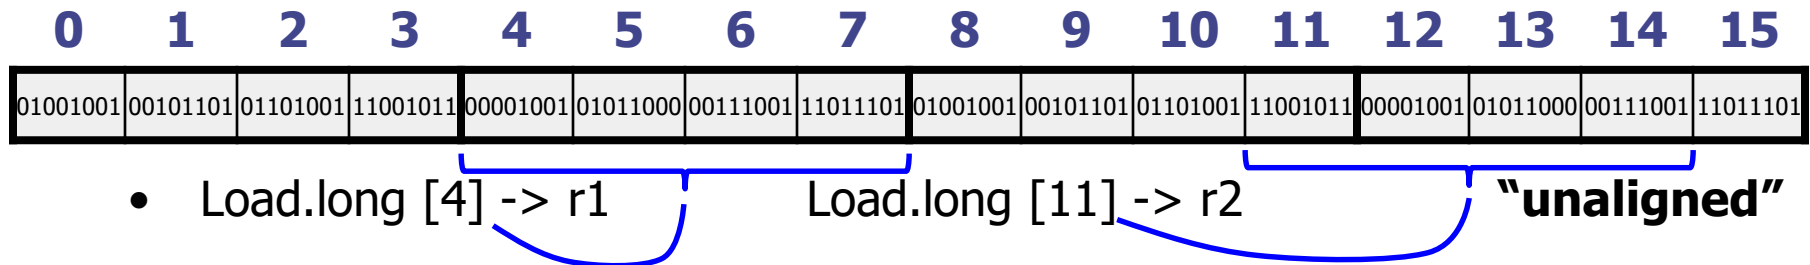 0 1 2 3 4 5 6 7 8 9 10 11 12 13 14 15
01001001 00101101 01101001 11001011 00001001 01011000 00111001 11011101 01001001 00101101 01101001 11001011 00001001 01011000 00111001 11011101
• Load.long [4] -> r1 Load.long [11] -> r2 “unaligned”